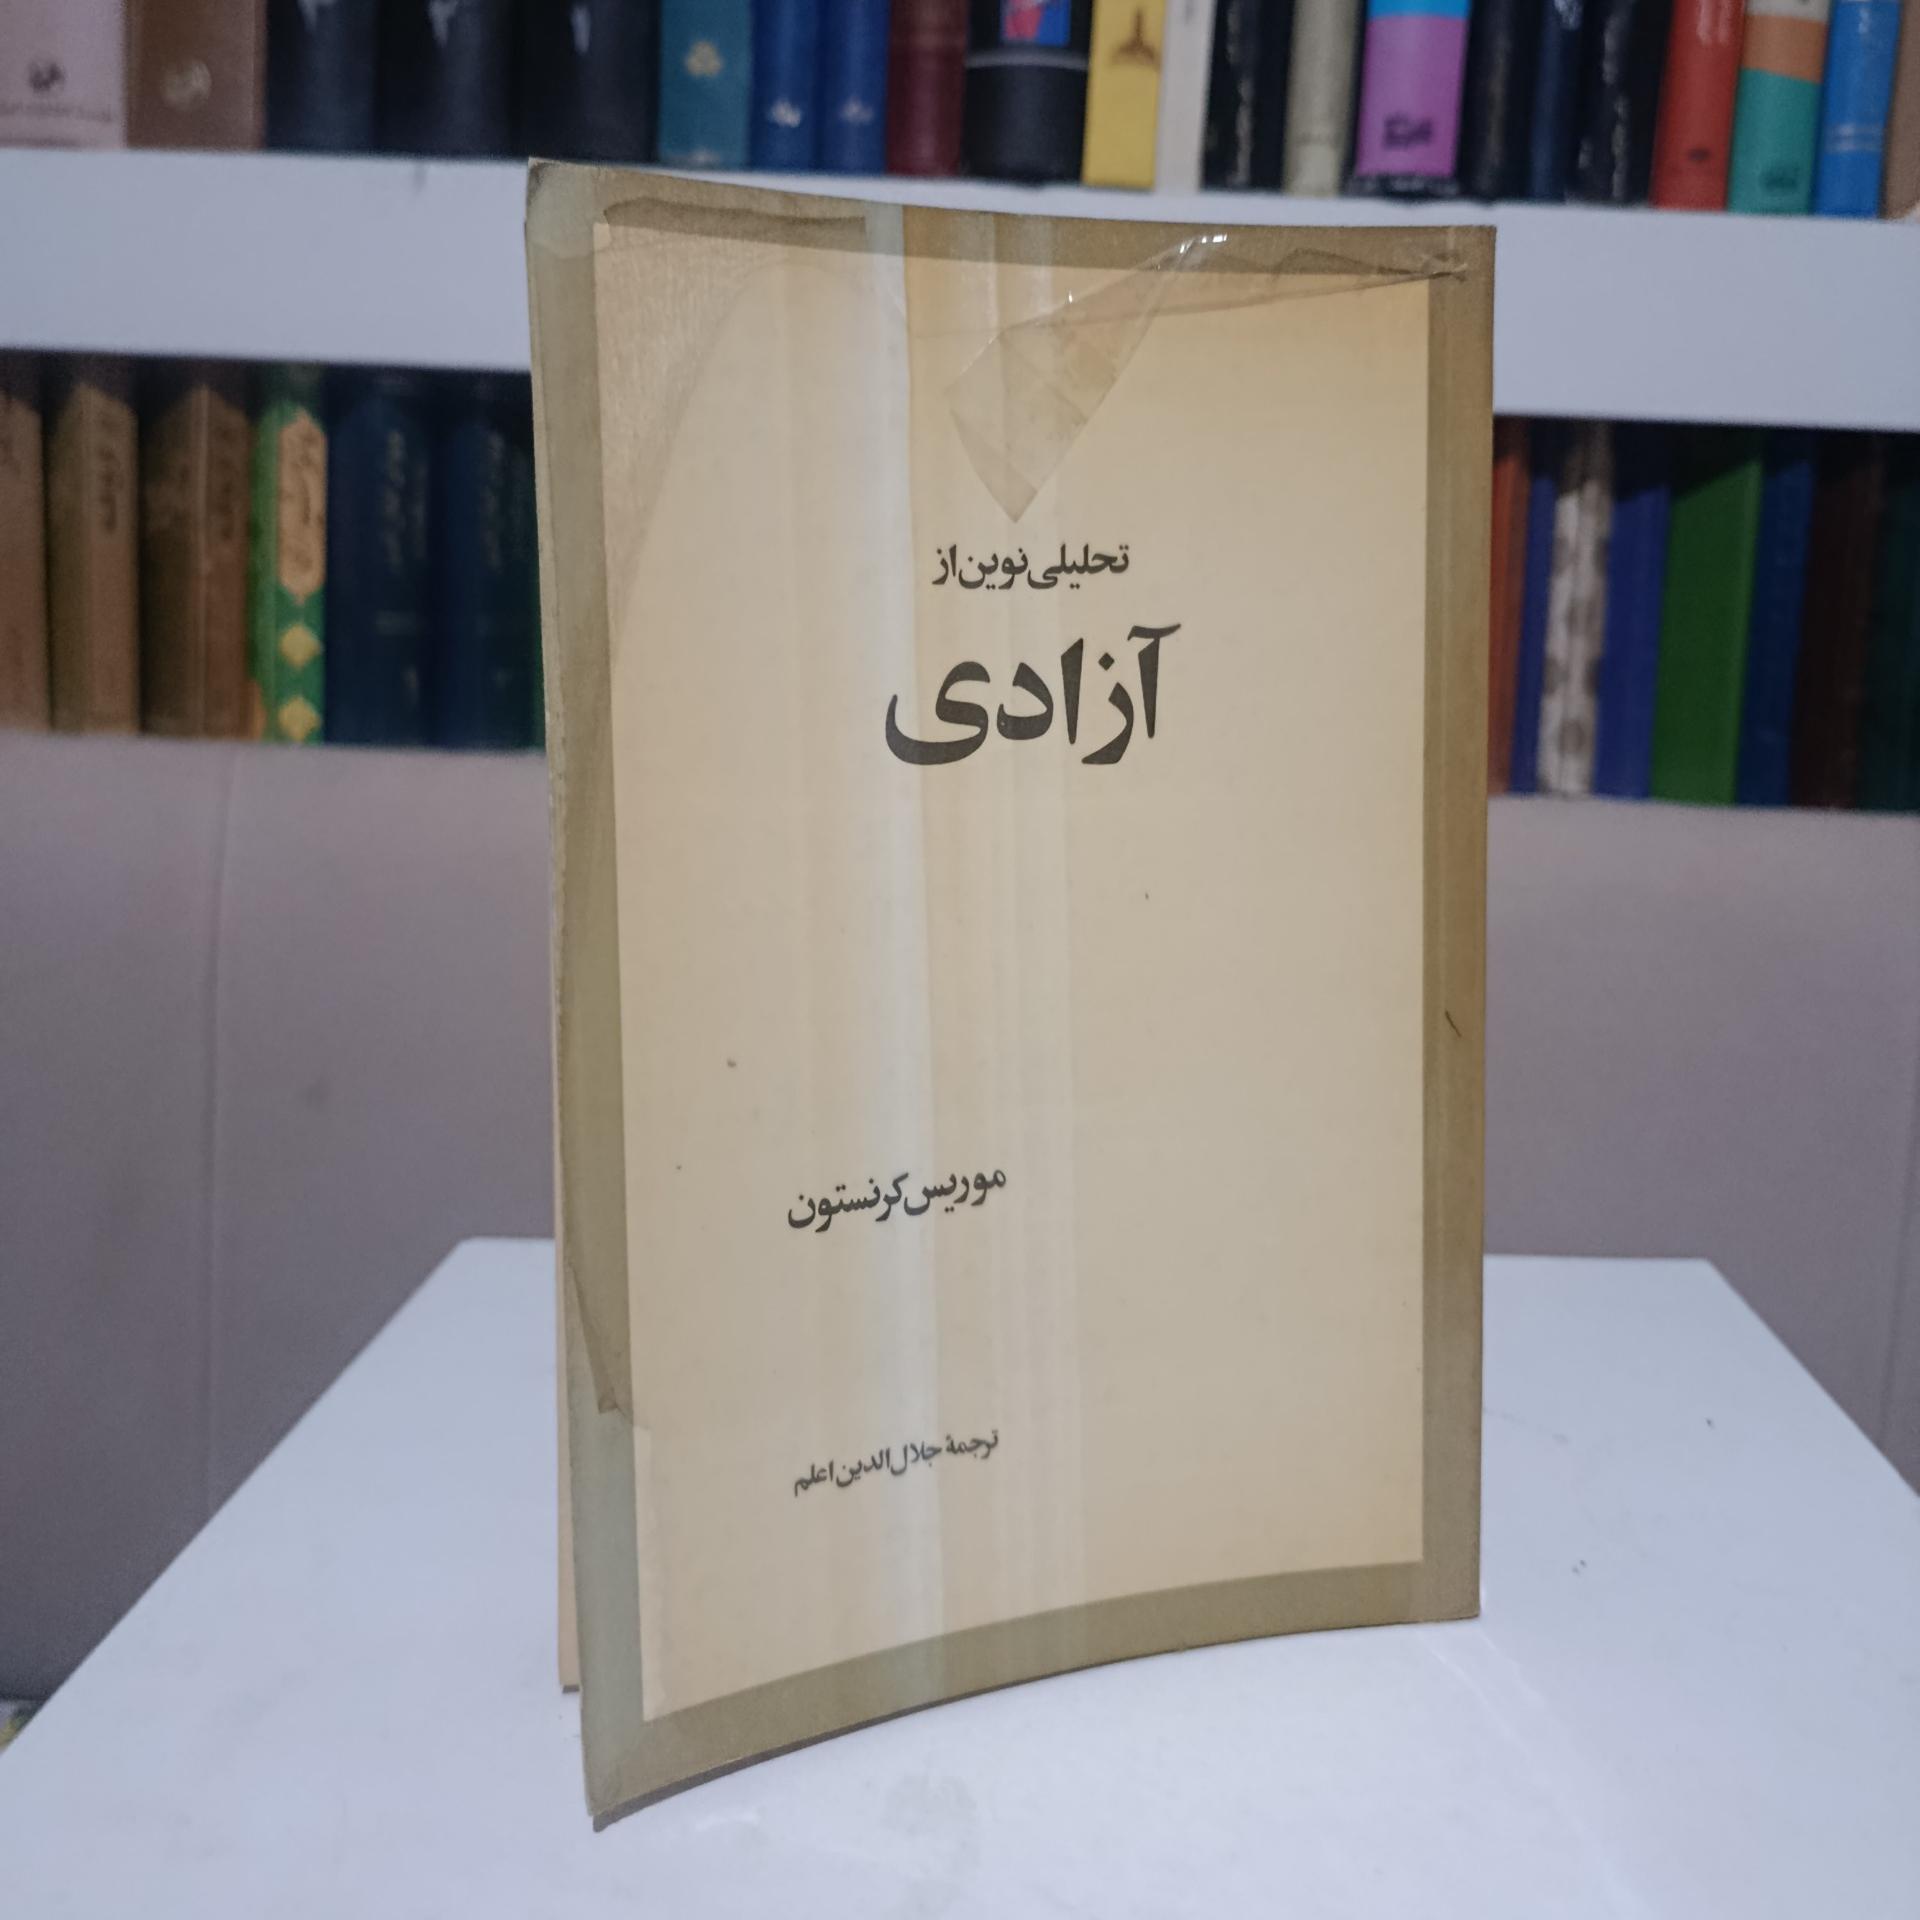 تحلیلی نوین از
آزادی
موریس کرنستون
ترجمهٔ جلال‌الدین اعلم